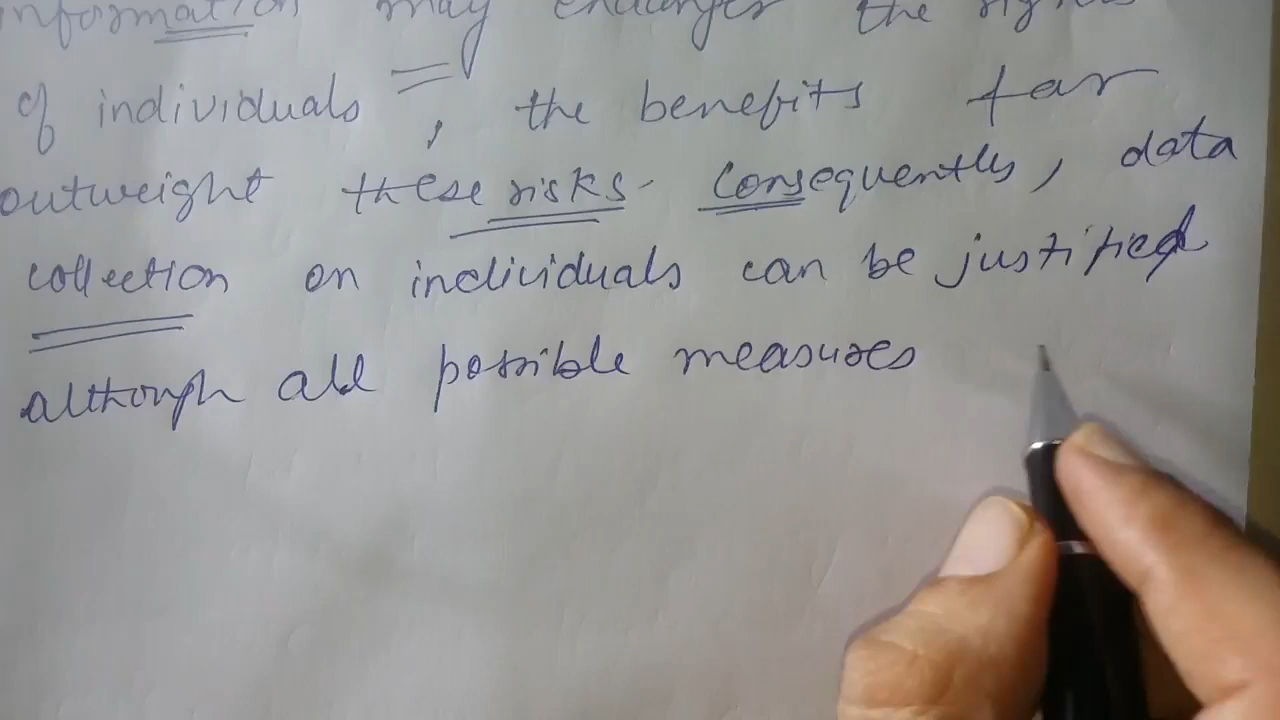 information may endanger the rights
of individuals, the benefits far
outweight these risks. Consequently, data
collection on individuals can be justified
although all possible measures